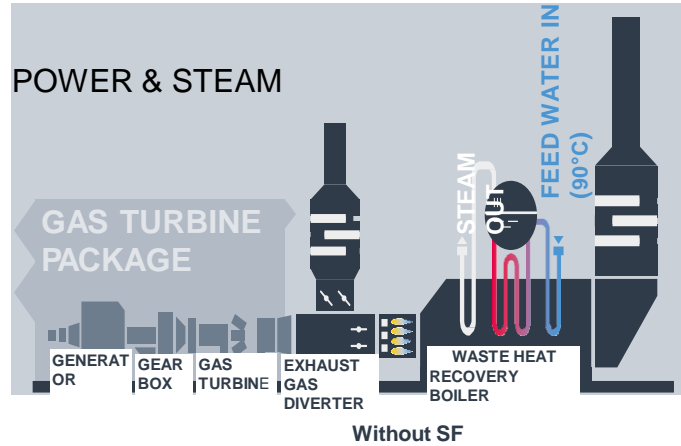 POWER & STEAM
FEED WATER IN
(90°C)
STEAM
OUT
GAS TURBINE
PACKAGE
GENERAT
OR
GEAR
BOX
GAS
TURBINE
EXHAUST
GAS
DIVERTER
WASTE HEAT
RECOVERY
BOILER
Without SF